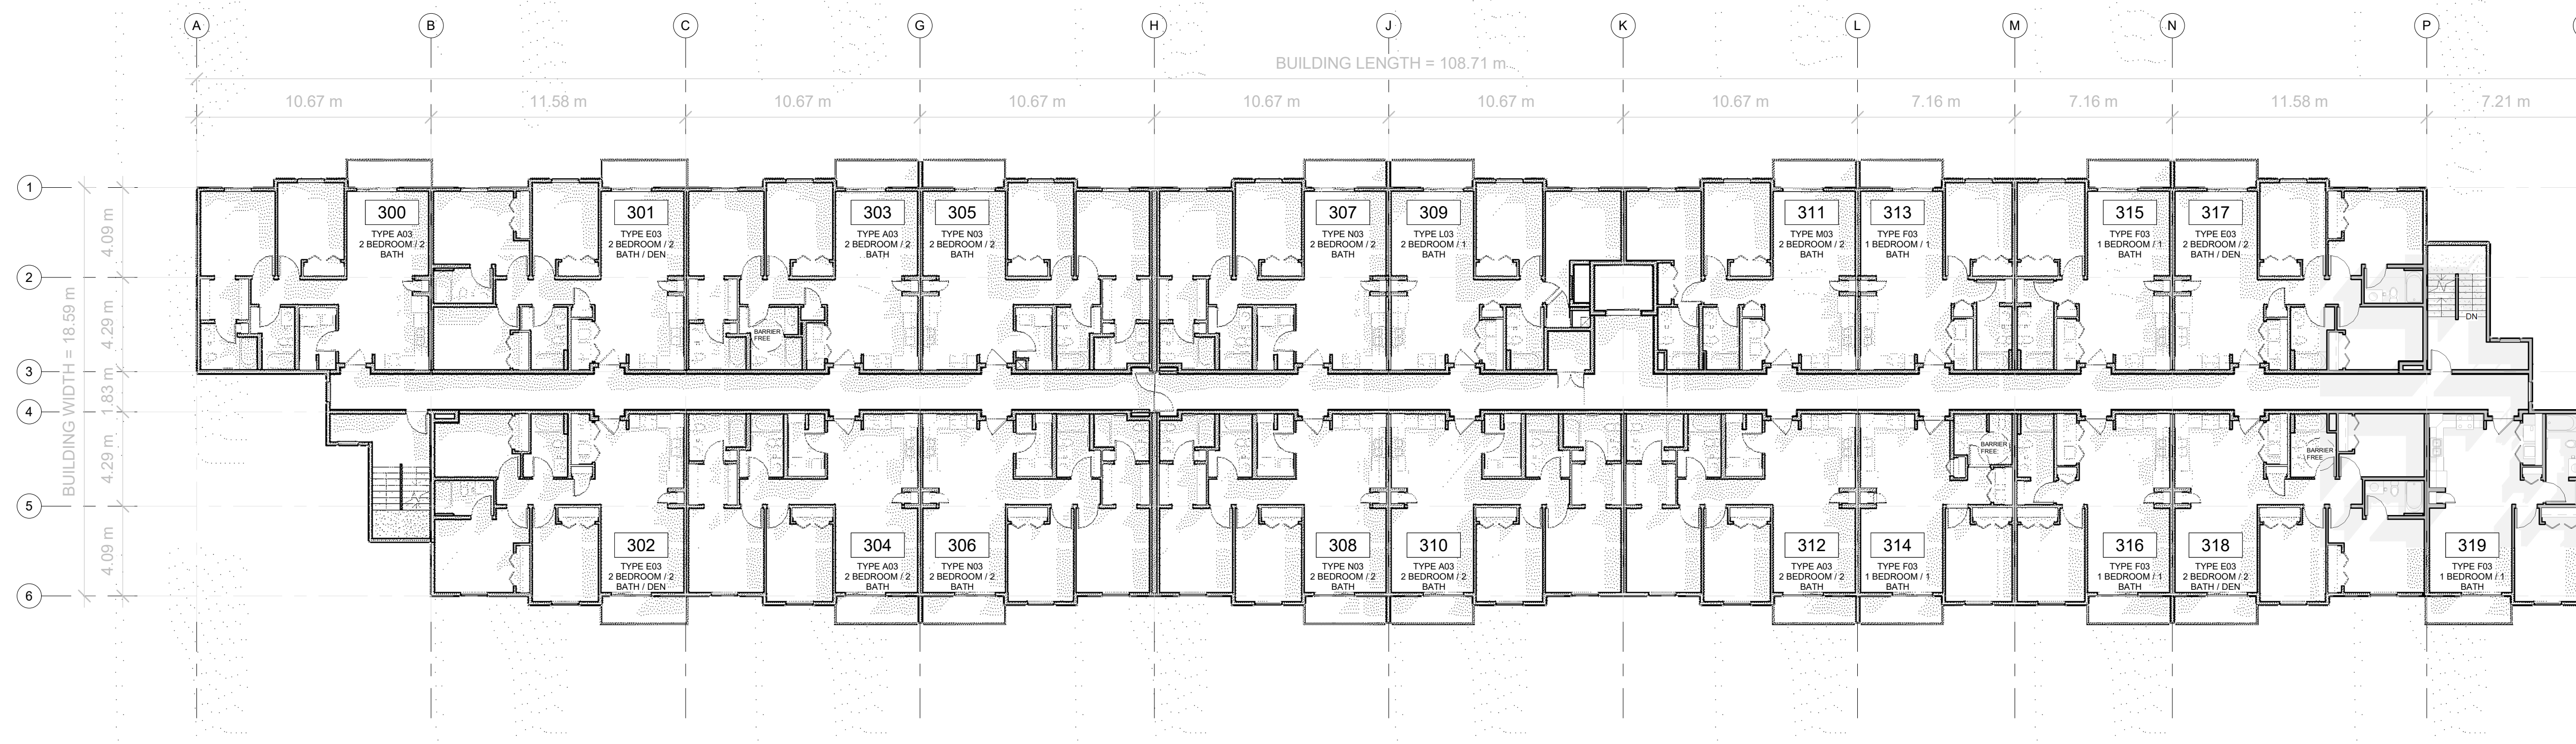 A B C G H J K L M N P
BUILDING LENGTH = 108.71 m
10.67 m 11.58 m 10.67 m 10.67 m 10.67 m 10.67 m 10.67 m 7.16 m 7.16 m 11.58 m 7.21 m
1
2
3
4
5
6
BUILDING WIDTH = 18.59 m
4.09 m
4.29 m
1.83 m
4.29 m
4.09 m
300
TYPE A03
2 BEDROOM / 2
BATH
301
TYPE E03
2 BEDROOM / 2
BATH / DEN
303
TYPE A03
2 BEDROOM / 2
BATH
305
TYPE N03
2 BEDROOM / 2
BATH
307
TYPE N03
2 BEDROOM / 2
BATH
309
TYPE L03
2 BEDROOM / 1
BATH
311
TYPE M03
2 BEDROOM / 2
BATH
313
TYPE F03
1 BEDROOM / 1
BATH
315
TYPE F03
1 BEDROOM / 1
BATH
317
TYPE E03
2 BEDROOM / 2
BATH / DEN
BARRIER
FREE
DN
BARRIER
FREE
BARRIER
FREE
302
TYPE E03
2 BEDROOM / 2
BATH / DEN
304
TYPE A03
2 BEDROOM / 2
BATH
306
TYPE N03
2 BEDROOM / 2
BATH
308
TYPE N03
2 BEDROOM / 2
BATH
310
TYPE A03
2 BEDROOM / 2
BATH
312
TYPE A03
2 BEDROOM / 2
BATH
314
TYPE F03
1 BEDROOM / 1
BATH
316
TYPE F03
1 BEDROOM / 1
BATH
318
TYPE E03
2 BEDROOM / 2
BATH / DEN
319
TYPE F03
1 BEDROOM / 1
BATH